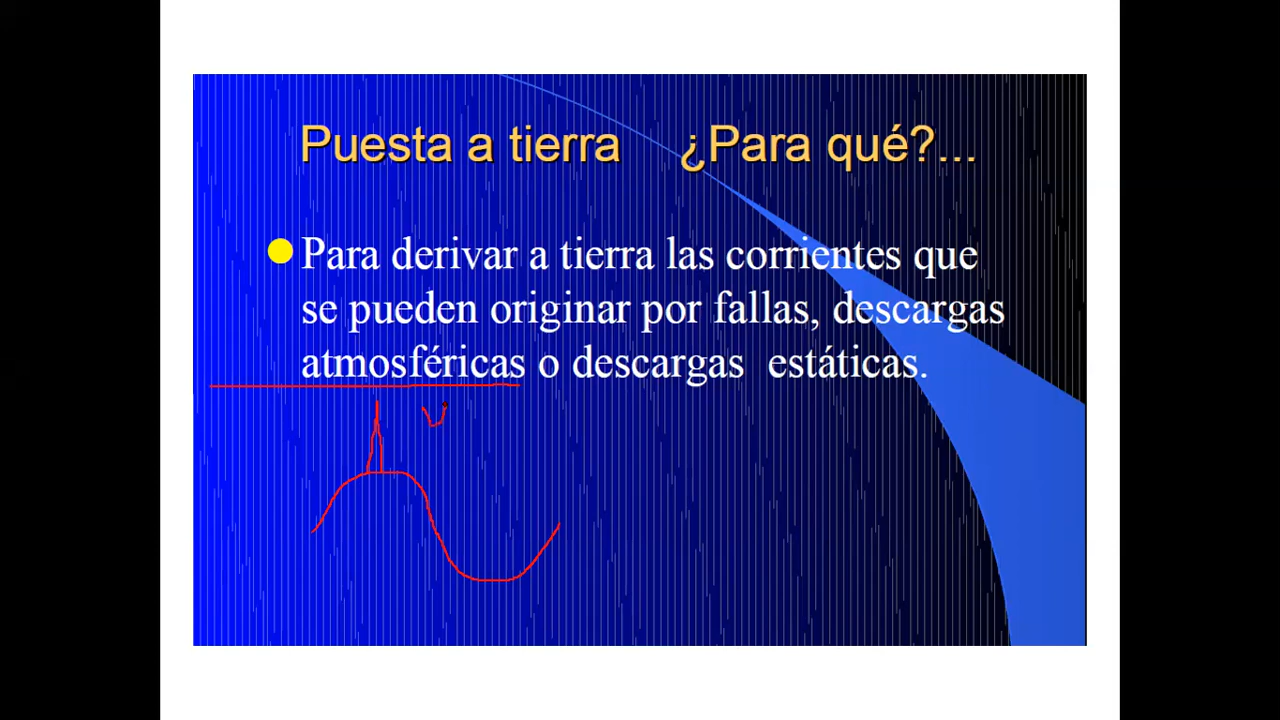 Puesta a tierra ¿Para qué?...
Para derivar a tierra las corrientes que
se pueden originar por fallas, descargas
atmosféricas o descargas estáticas.